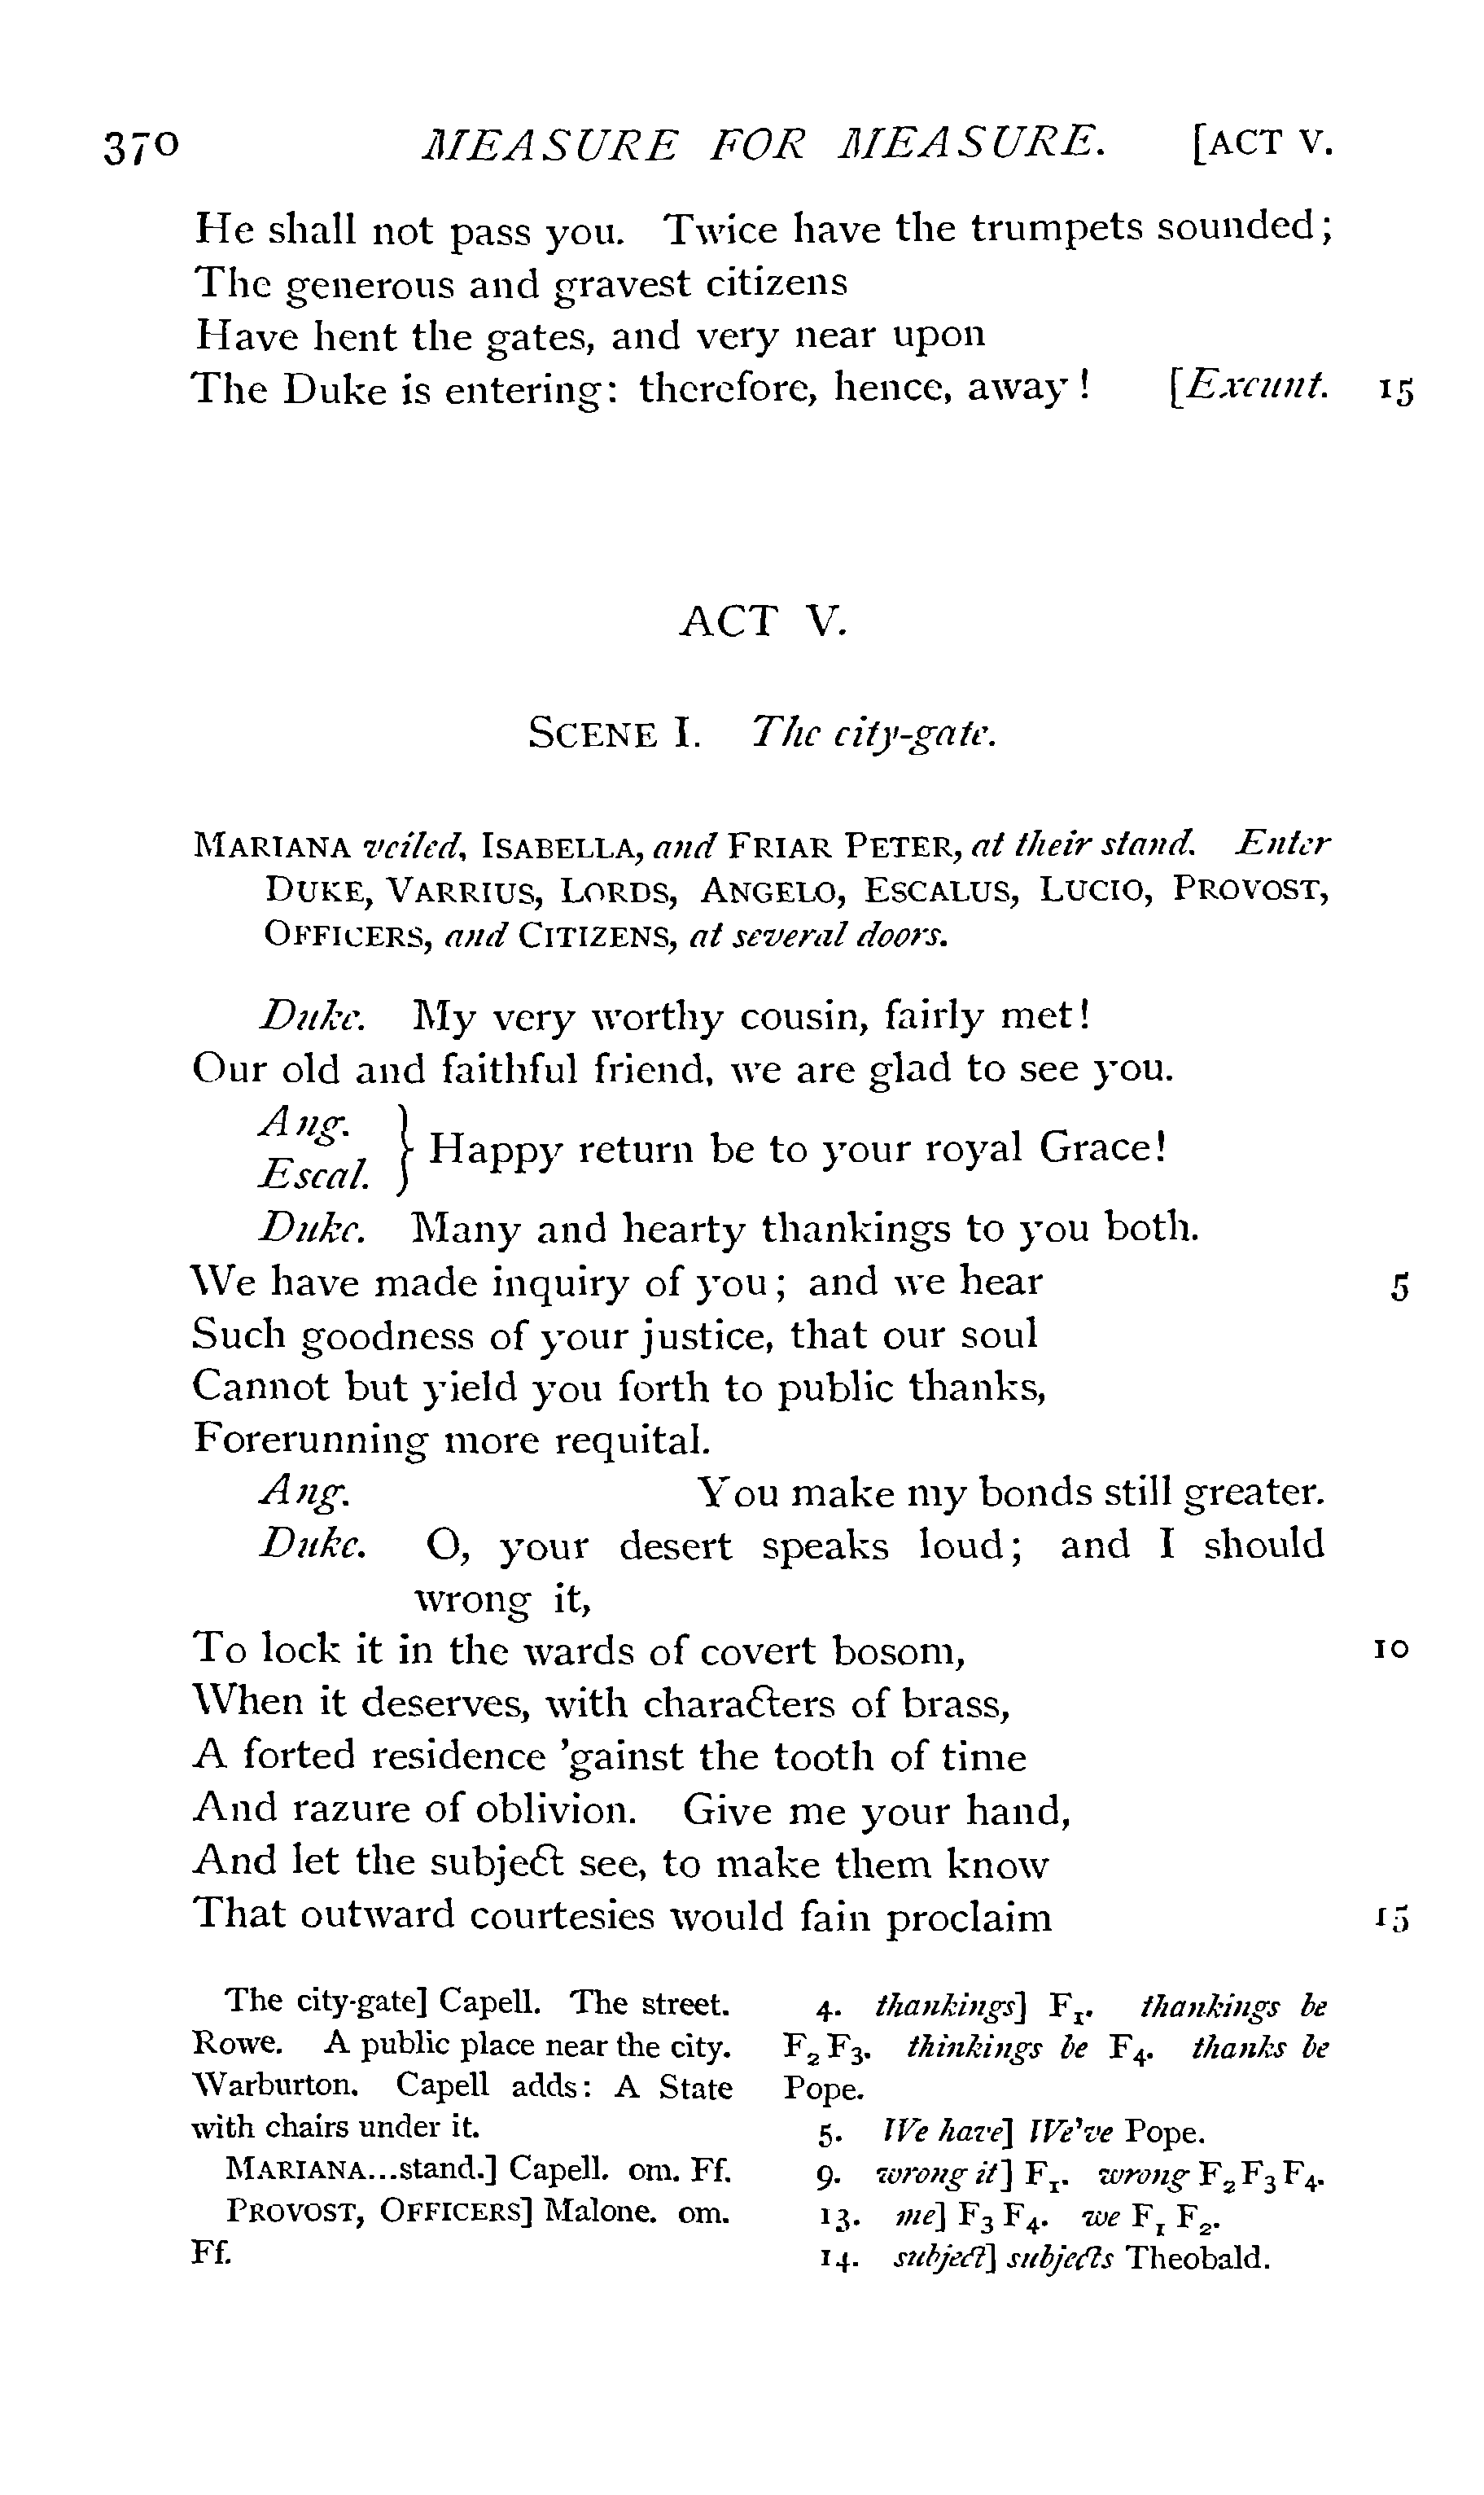 370 MEASURE FOR MEASURE. [ACT V.
He shall not pass you. Twice have the trumpets sounded;
The generous and gravest citizens
Have hent the gates, and very near upon
The Duke is entering: therefore, hence, away! [Exeunt. 15
ACT V.
SCENE I. The city-gate.
MARIANA veiled, ISABELLA, and FRIAR PETER, at their stand. Enter
DUKE, VARRIUS, LORDS, ANGELO, ESCALUS, LUCIO, PROVOST,
OFFICERS, and CITIZENS, at several doors.
Duke. My very worthy cousin, fairly met!
Our old and faithful friend, we are glad to see you.
Ang.
Escal. } Happy return be to your royal Grace!
Duke. Many and hearty thankings to you both.
We have made inquiry of you; and we hear 5
Such goodness of your justice, that our soul
Cannot but yield you forth to public thanks,
Forerunning more requital.
Ang. You make my bonds still greater.
Duke. O, your desert speaks loud; and I should
wrong it,
To lock it in the wards of covert bosom, 10
When it deserves, with characters of brass,
A forted residence 'gainst the tooth of time
And razure of oblivion. Give me your hand,
And let the subject see, to make them know
That outward courtesies would fain proclaim 15
The city-gate] Capell. The street.
Rowe. A public place near the city.
Warburton. Capell adds: A State
with chairs under it.
MARIANA...stand.] Capell. om. Ff.
PROVOST, OFFICERS] Malone. om.
Ff.
4. thankings] F₁. thankings be
F₂ F₃. thinkings be F₄. thanks be
Pope.
5. We have] We've Pope.
9. wrong it] F₁. wrong F₂ F₃ F₄.
13. me] F₃ F₄. we F₁ F₂.
14. subject] subjects Theobald.